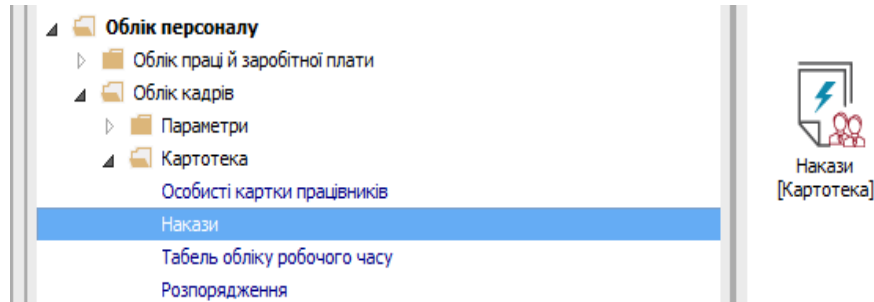 Облік персоналу
Облік праці й заробітної плати
Облік кадрів
Параметри
Картотека
Особисті картки працівників
Накази
Табель обліку робочого часу
Розпорядження
Накази
[Картотека]